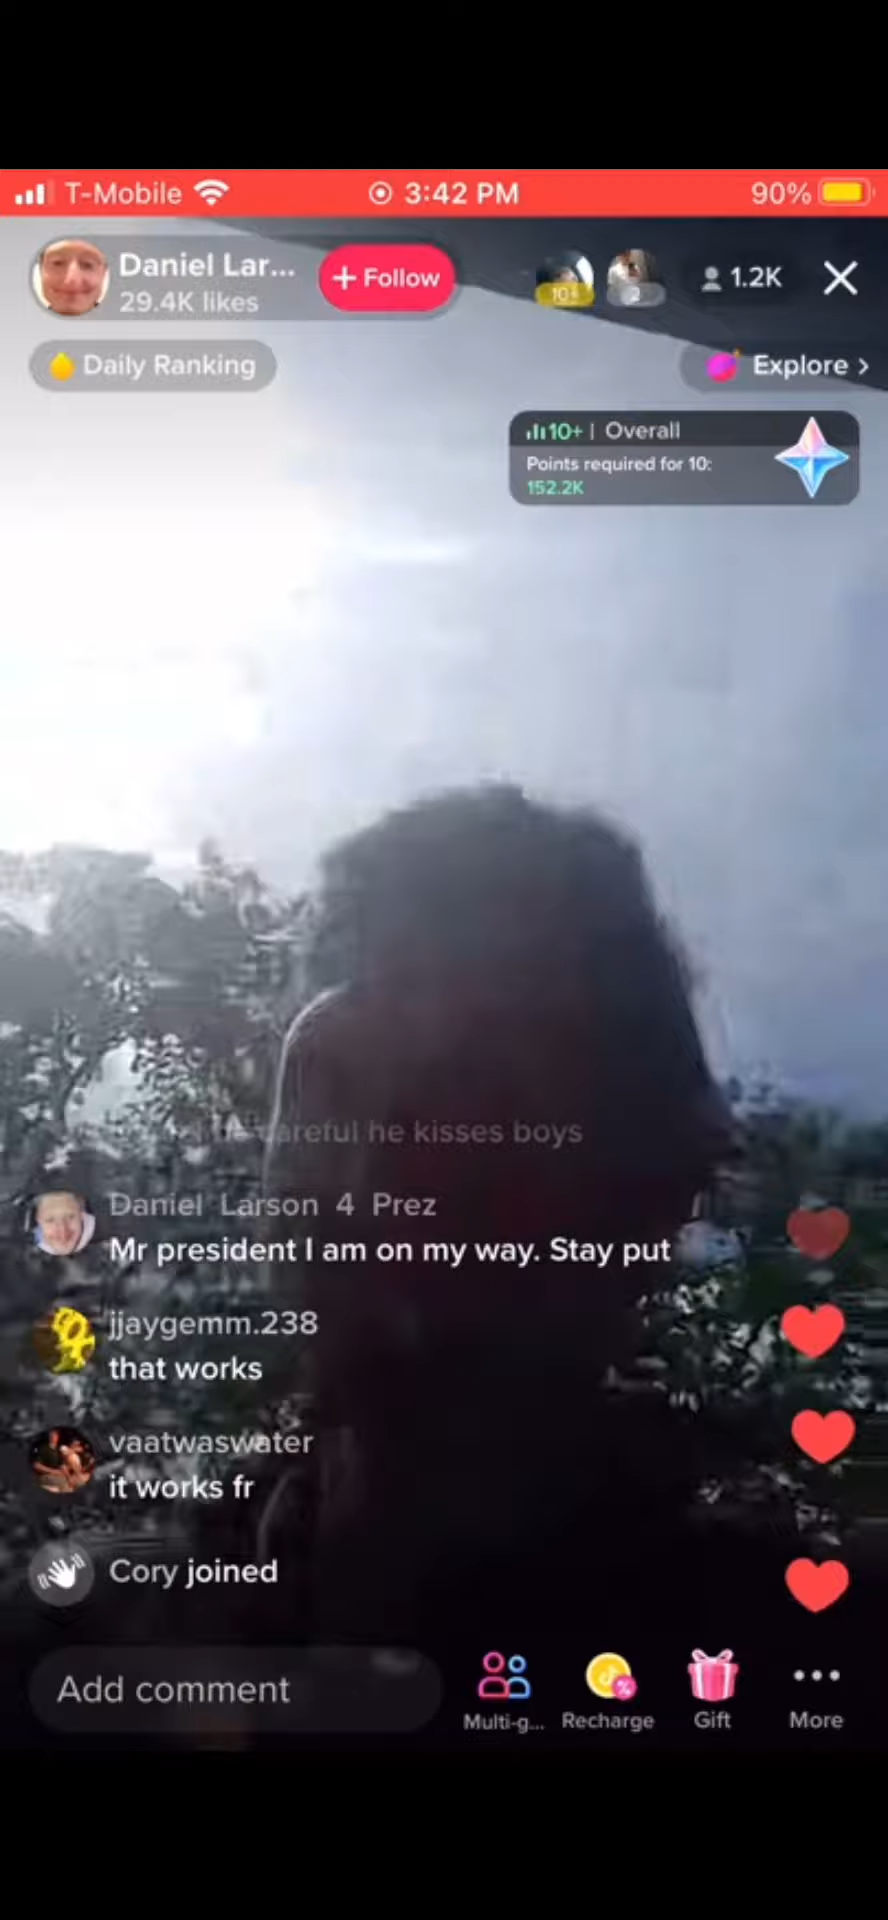 T-Mobile 3:42 PM 90%
Daniel Lar... + Follow 1.2K
29.4K likes
Daily Ranking Explore >
10+ | Overall
Points required for 10:
152.2K
careful he kisses boys
Daniel Larson 4 Prez
Mr president I am on my way. Stay put
jjaygemm.238
that works
vaatwaswater
it works fr
Cory joined
Add comment
Multi-g... Recharge Gift More